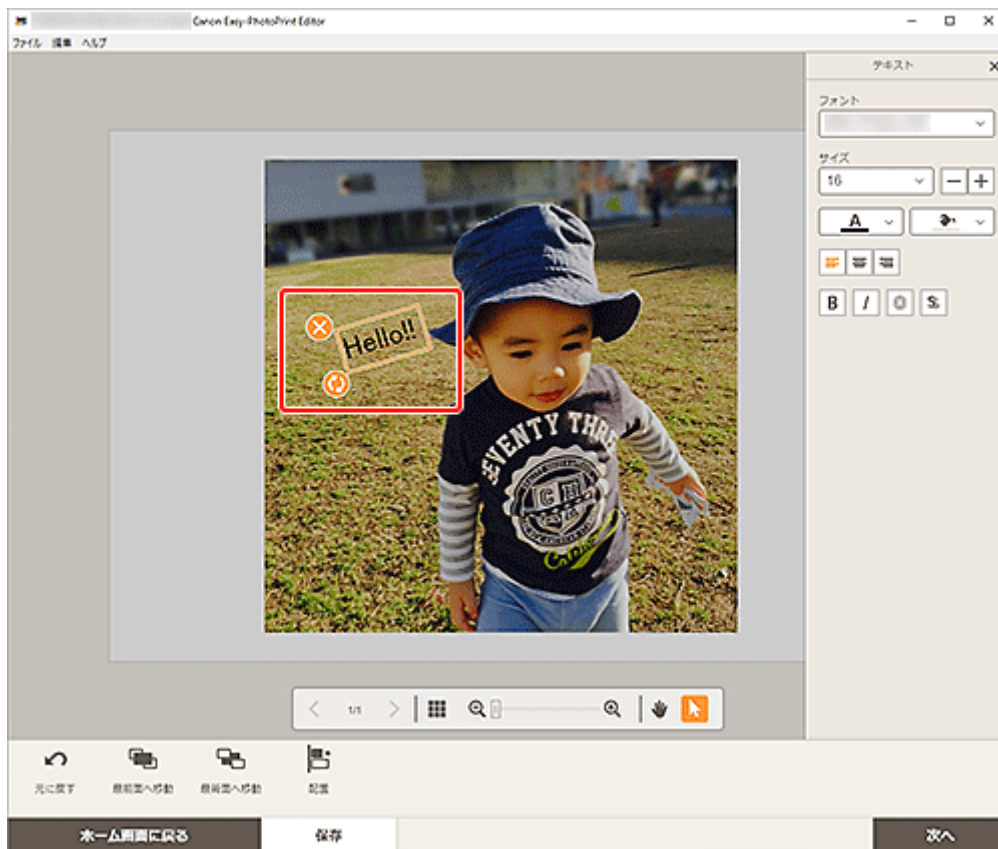 Canon Easy-PhotoPrint Editor
ファイル 編集 ヘルプ
テキスト
フォント
サイズ
16
A
B I O S
Hello!!
SEVENTY THRE
1/1
元に戻す 最前面へ移動 最背面へ移動 配置
ホーム画面に戻る 保存 次へ